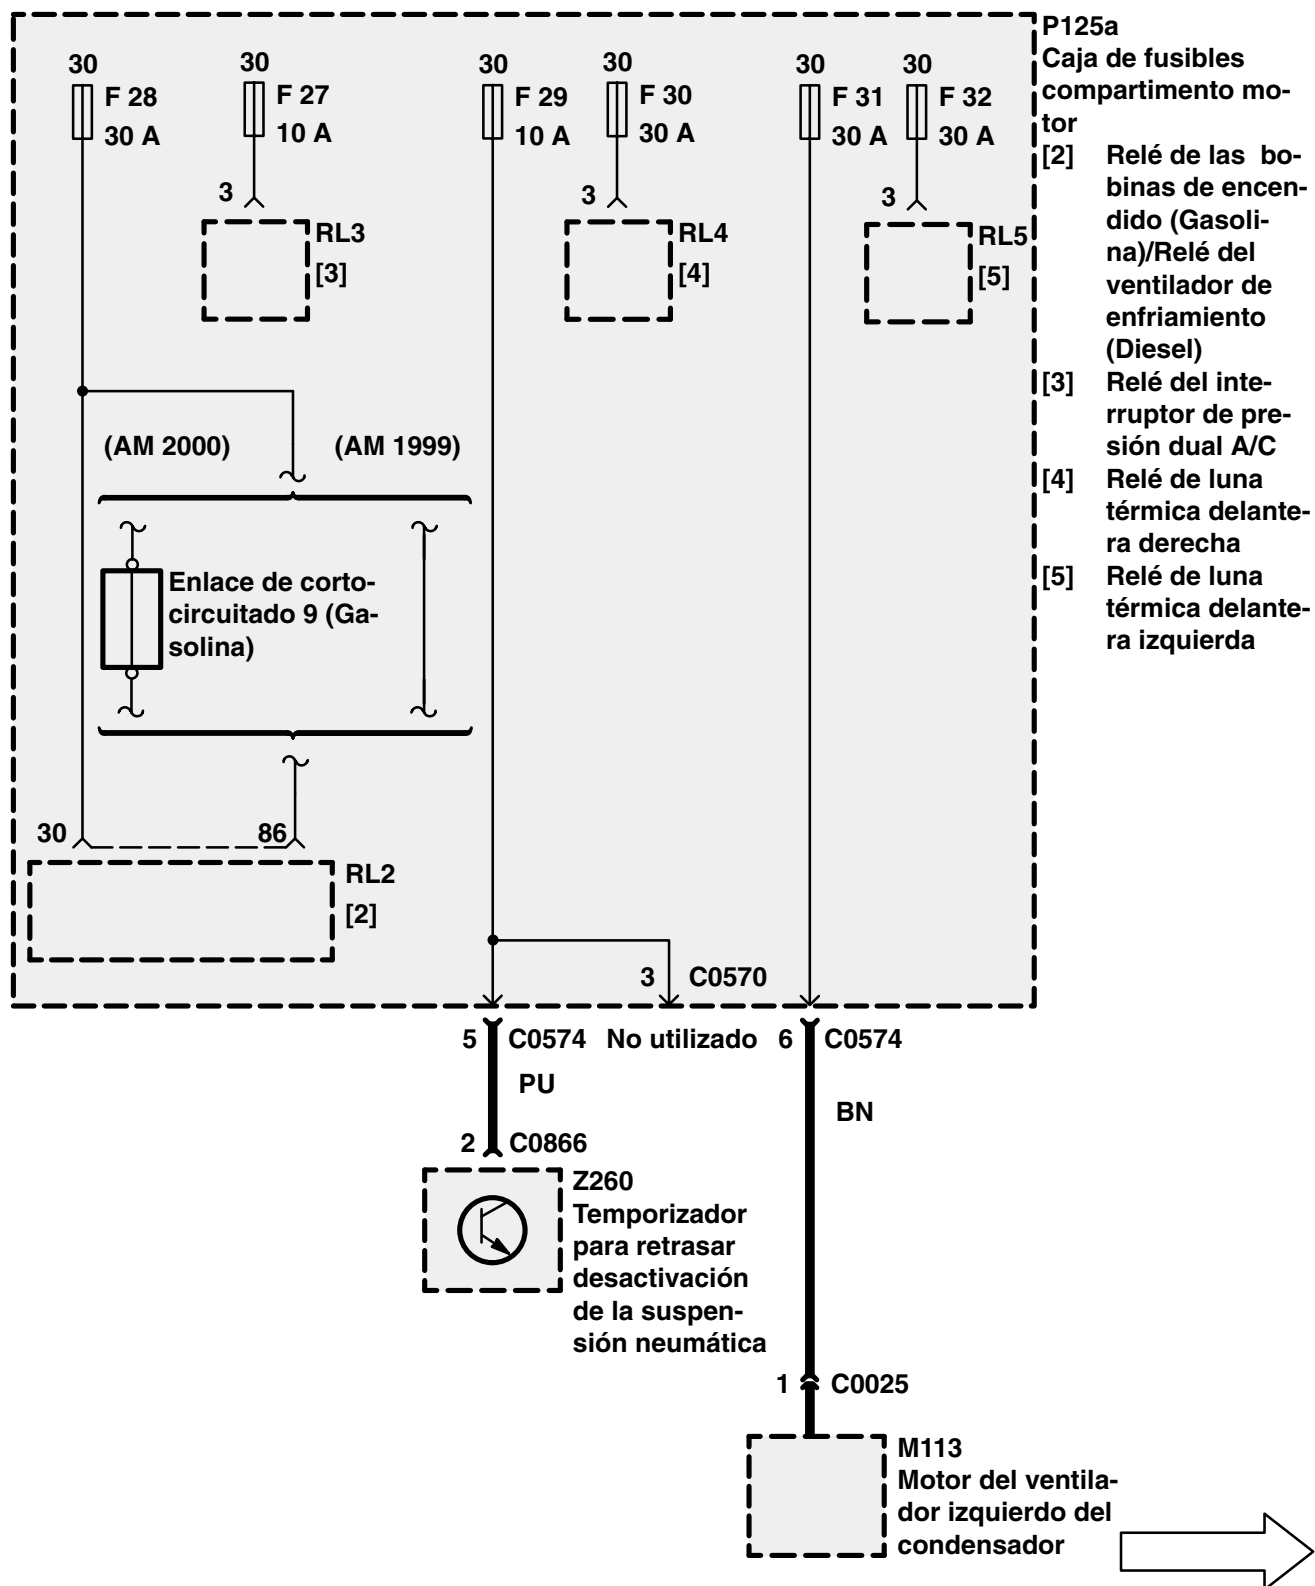 P125a
Caja de fusibles
compartimento mo-
tor
[2] Relé de las bo-
binas de encen-
dido (Gasoli-
na)/Relé del
ventilador de
enfriamiento
(Diesel)
[3] Relé del inte-
rruptor de pre-
sión dual A/C
[4] Relé de luna
térmica delante-
ra derecha
[5] Relé de luna
térmica delante-
ra izquierda
30 30 30 30 30 30
F 28 F 27 F 29 F 30 F 31 F 32
30 A 10 A 10 A 30 A 30 A 30 A
3 3 3
RL3 RL4 RL5
[3] [4] [5]
(AM 2000) (AM 1999)
Enlace de corto-
circuitado 9 (Ga-
solina)
30 86
RL2
[2]
3 C0570
5 C0574 No utilizado 6 C0574
PU
BN
2 C0866
Z260
Temporizador
para retrasar
desactivación
de la suspen-
sión neumática
1 C0025
M113
Motor del ventila-
dor izquierdo del
condensador